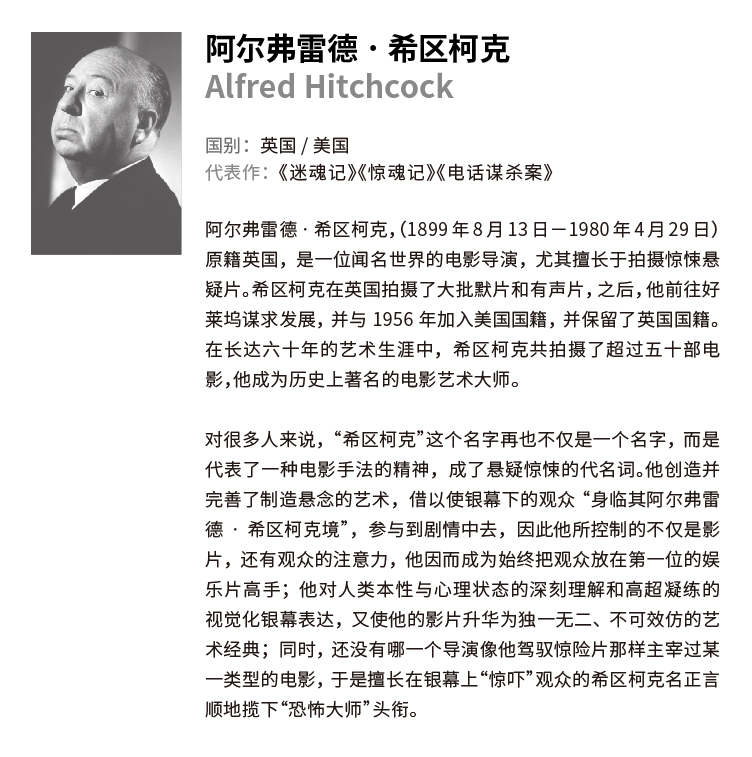 阿尔弗雷德·希区柯克
Alfred Hitchcock
国别：英国 / 美国
代表作：《迷魂记》《惊魂记》《电话谋杀案》
阿尔弗雷德·希区柯克，（1899 年 8 月 13 日－1980 年 4 月 29 日）
原籍英国，是一位闻名世界的电影导演，尤其擅长于拍摄惊悚悬
疑片。希区柯克在英国拍摄了大批默片和有声片，之后，他前往好
莱坞谋求发展，并与 1956 年加入美国国籍，并保留了英国国籍。
在长达六十年的艺术生涯中，希区柯克共拍摄了超过五十部电
影，他成为历史上著名的电影艺术大师。
对很多人来说，“希区柯克”这个名字再也不仅是一个名字，而是
代表了一种电影手法的精神，成了悬疑惊悚的代名词。他创造并
完善了制造悬念的艺术，借以使银幕下的观众 “身临其阿尔弗雷
德 · 希区柯克境”，参与到剧情中去，因此他所控制的不仅是影
片，还有观众的注意力，他因而成为始终把观众放在第一位的娱
乐片高手；他对人类本性与心理状态的深刻理解和高超凝练的
视觉化银幕表达，又使他的影片升华为独一无二、不可效仿的艺
术经典；同时，还没有哪一个导演像他驾驭惊险片那样主宰过某
一类型的电影，于是擅长在银幕上“惊吓”观众的希区柯克名正言
顺地揽下“恐怖大师”头衔。